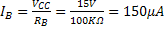 I_B = V_CC / R_B = 15V / 100KΩ = 150μA